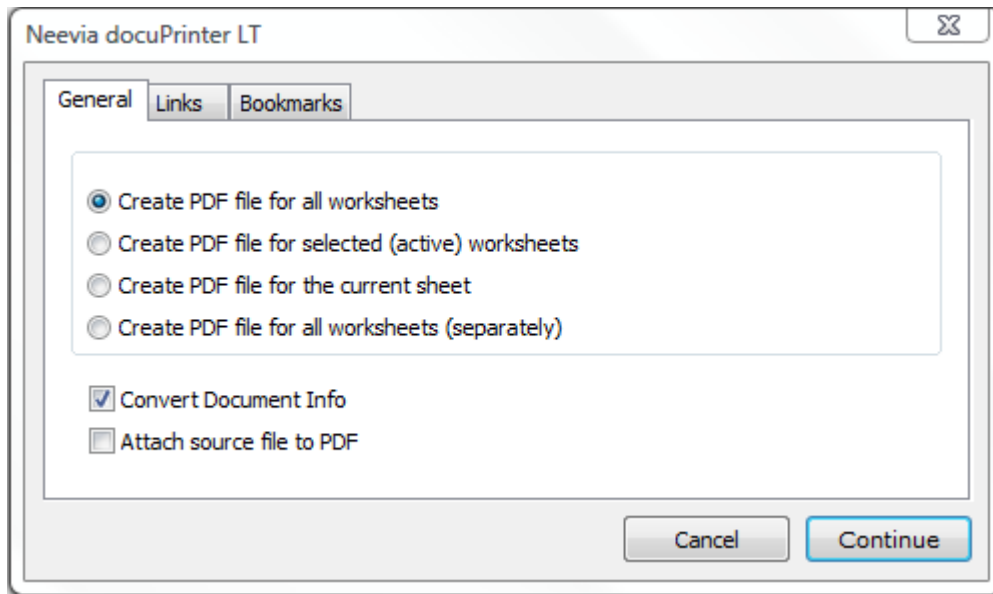 Neevia docuPrinter LT
General Links Bookmarks
Create PDF file for all worksheets
Create PDF file for selected (active) worksheets
Create PDF file for the current sheet
Create PDF file for all worksheets (separately)
Convert Document Info
Attach source file to PDF
Cancel Continue